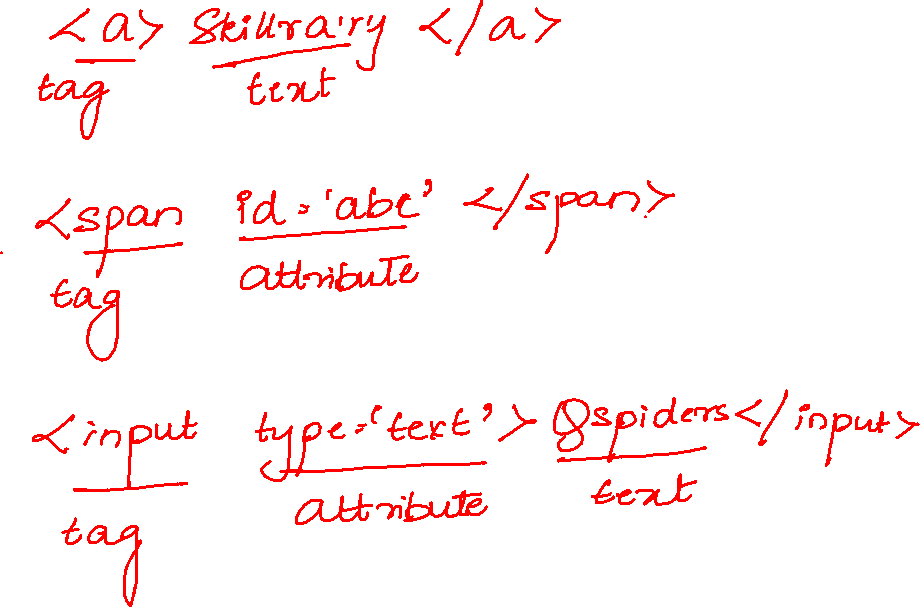 <a> Skillrary </a>
tag text
<span id='abc' </span>
tag attribute
<input type='text'> Qspiders</input>
tag attribute text